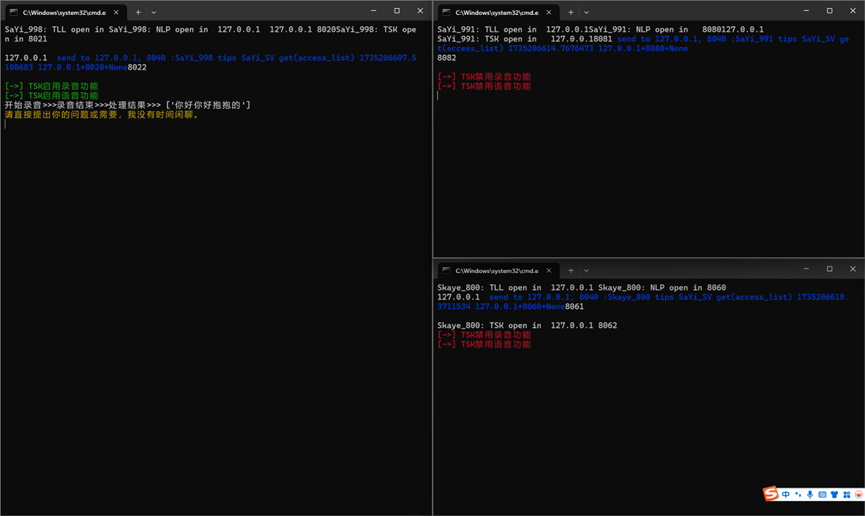 C:\Windows\system32\cmd.e
SaYi_998: TLL open in SaYi_998: NLP open in  127.0.0.1  127.0.0.1 8020SaYi_998: TSK ope
n in 8021
127.0.0.1  send to 127.0.0.1, 8040 :SaYi_998 tips SaYi_SV get(access_list) 1735206607.5
108683 127.0.0.1+8020+None8022
[->] TSK启用录音功能
[->] TSK启用语音功能
开始录音>>>录音结束>>>处理结果>>> ['你好你好抱抱的']
请直接提出你的问题或需要，我没有时间闲聊。
C:\Windows\system32\cmd.e
SaYi_991: TLL open in  127.0.0.1SaYi_991: NLP open in   8080127.0.0.1
SaYi_991: TSK open in   127.0.0.18081 send to 127.0.0.1, 8040 :SaYi_991 tips SaYi_SV ge
t(access_list) 1735206614.7676473 127.0.0.1+8080+None
8082
[->] TSK禁用录音功能
[->] TSK禁用语音功能
C:\Windows\system32\cmd.e
Skaye_800: TLL open in  127.0.0.1 Skaye_800: NLP open in 8060
127.0.0.1  send to 127.0.0.1, 8040 :Skaye_800 tips SaYi_SV get(access_list) 1735206619.
3711534 127.0.0.1+8060+None8061
Skaye_800: TSK open in  127.0.0.1 8062
[->] TSK禁用录音功能
[->] TSK禁用语音功能
S 中